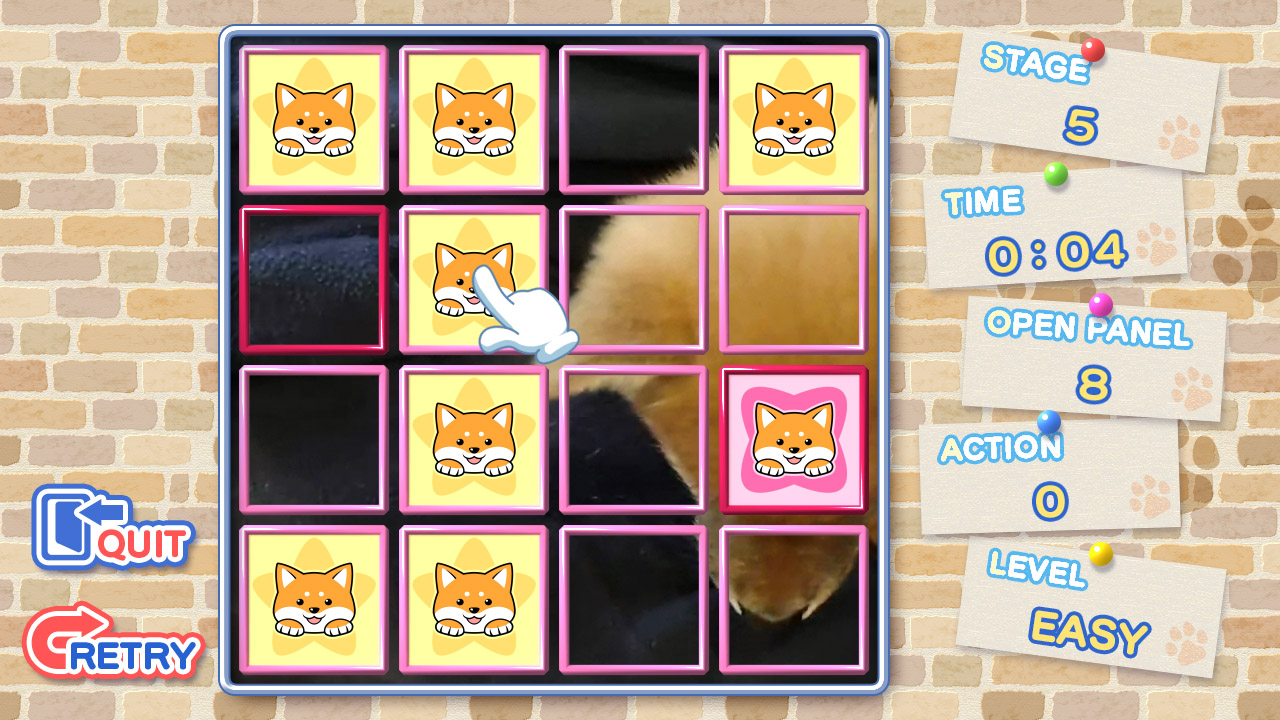 STAGE
5
TIME
0:04
OPEN PANEL
8
ACTION
0
LEVEL
EASY
QUIT
RETRY